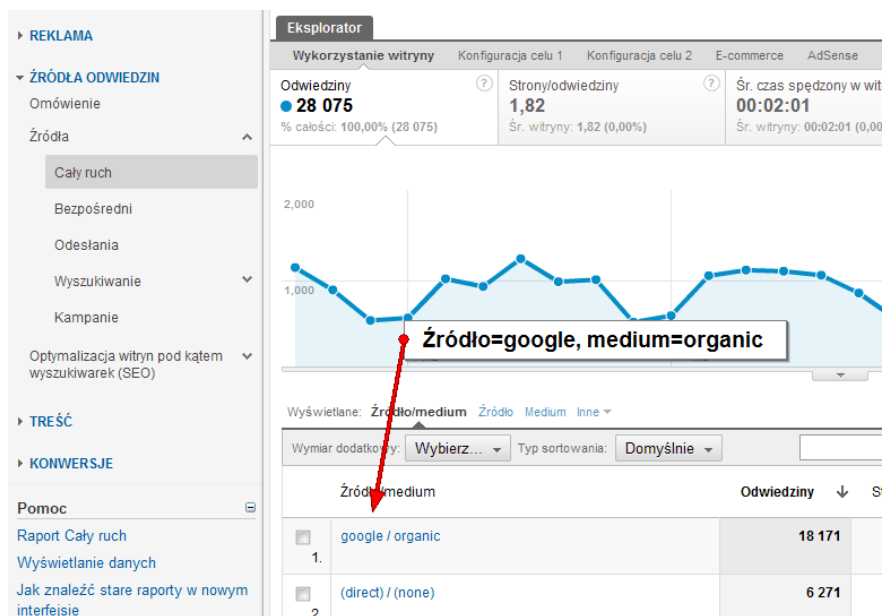 REKLAMA
ŹRÓDŁA ODWIEDZIN
Omówienie
Źródła
Cały ruch
Bezpośredni
Odesłania
Wyszukiwanie
Kampanie
Optymalizacja witryn pod kątem
wyszukiwarek (SEO)
TREŚĆ
KONWERSJE
Pomoc
Raport Cały ruch
Wyświetlanie danych
Jak znaleźć stare raporty w nowym
interfejsie
Eksplorator
Wykorzystanie witryny Konfiguracja celu 1 Konfiguracja celu 2 E-commerce AdSense
Odwiedziny ? Strony/odwiedziny ? Śr. czas spędzony w wit
28 075 1,82 00:02:01
% całości: 100,00% (28 075) Śr. witryny: 1,82 (0,00%) Śr. witryny: 00:02:01 (0,00
2,000
1,000
Źródło=google, medium=organic
Wyświetlane: Źródło/medium Źródło Medium Inne
Wymiar dodatkowy: Wybierz... Typ sortowania: Domyślnie
Źródło/medium Odwiedziny
google / organic 18 171
1.
(direct) / (none) 6 271
2